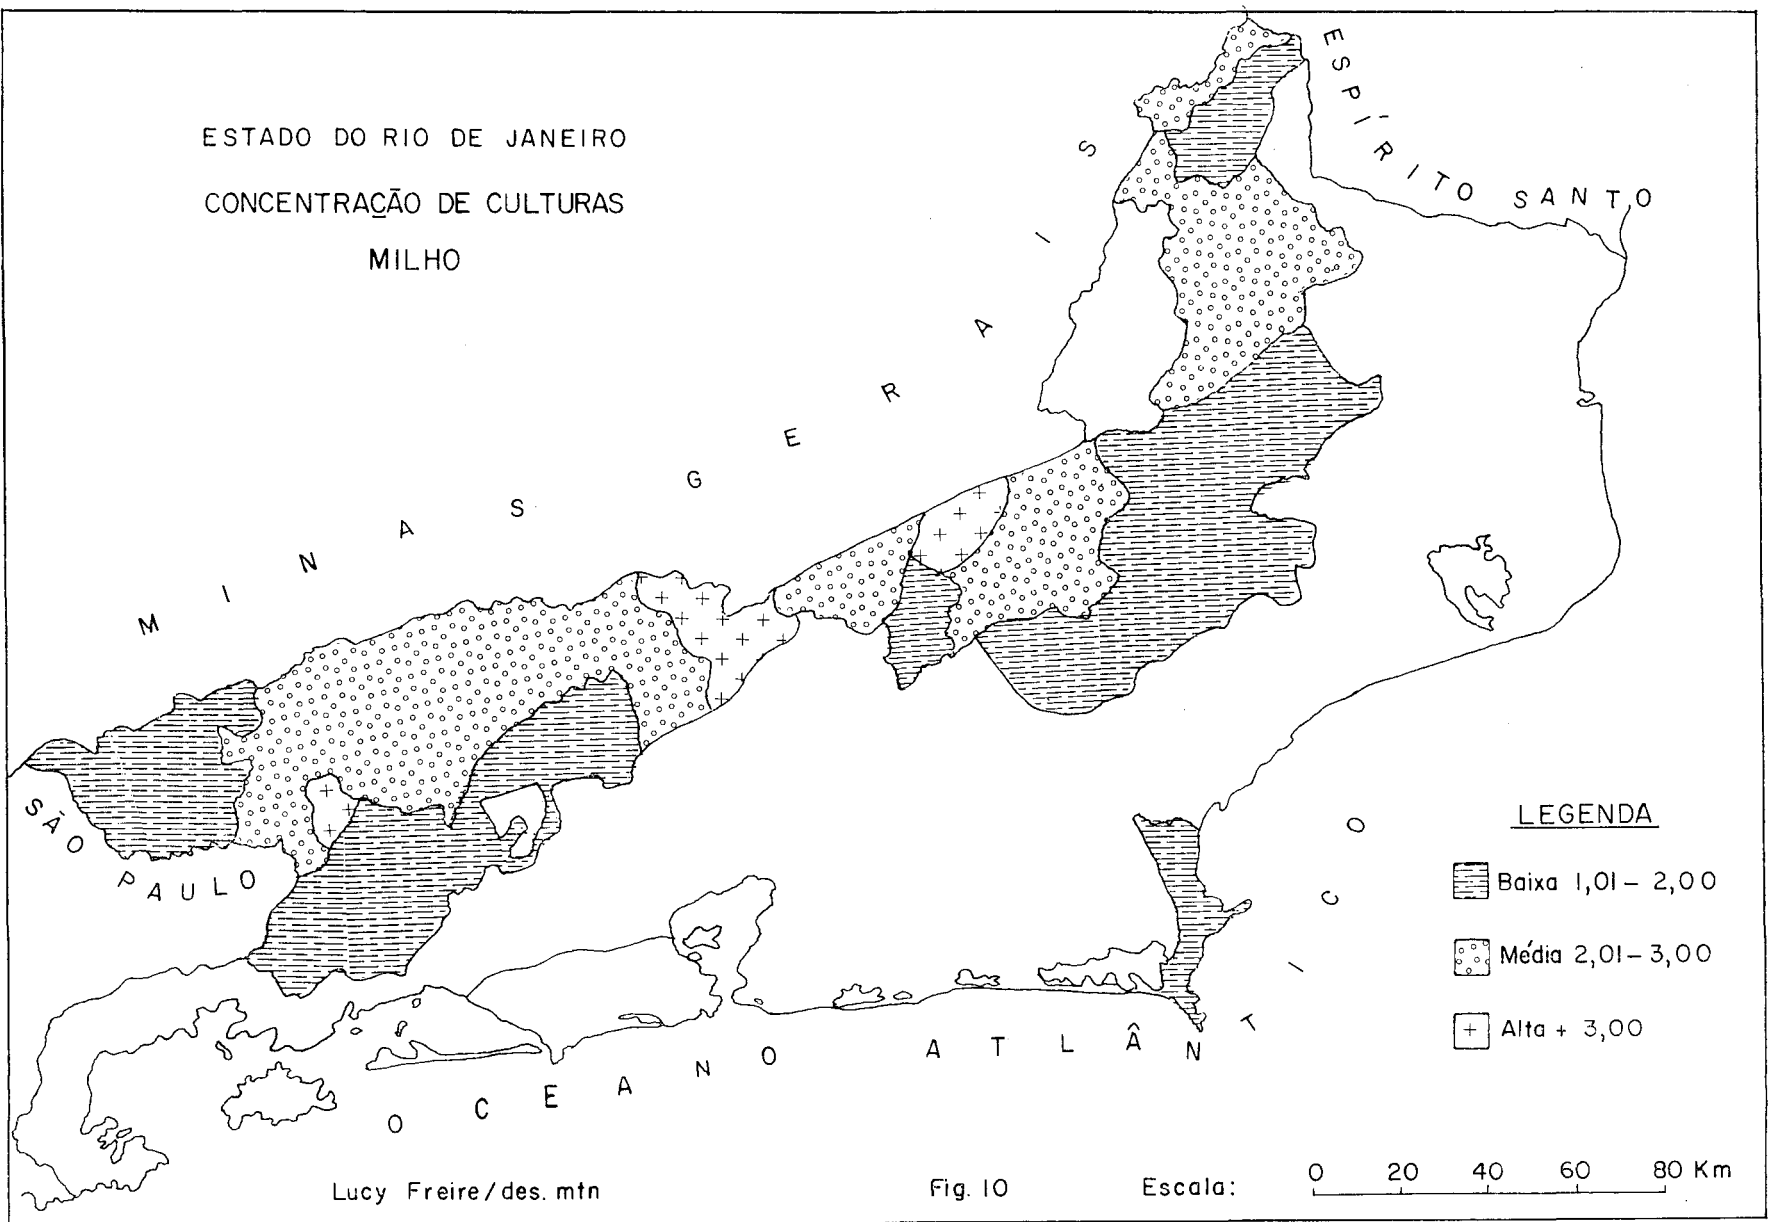 ESTADO DO RIO DE JANEIRO
CONCENTRAÇÃO DE CULTURAS
MILHO
MINAS GERAIS
ESPÍRITO SANTO
SÃO PAULO
OCEANO ATLÂNTICO
LEGENDA
Baixa 1,01 – 2,00
Média 2,01 – 3,00
+ Alta + 3,00
Lucy Freire/des. mtn
Fig. 10
Escala: 0 20 40 60 80 Km